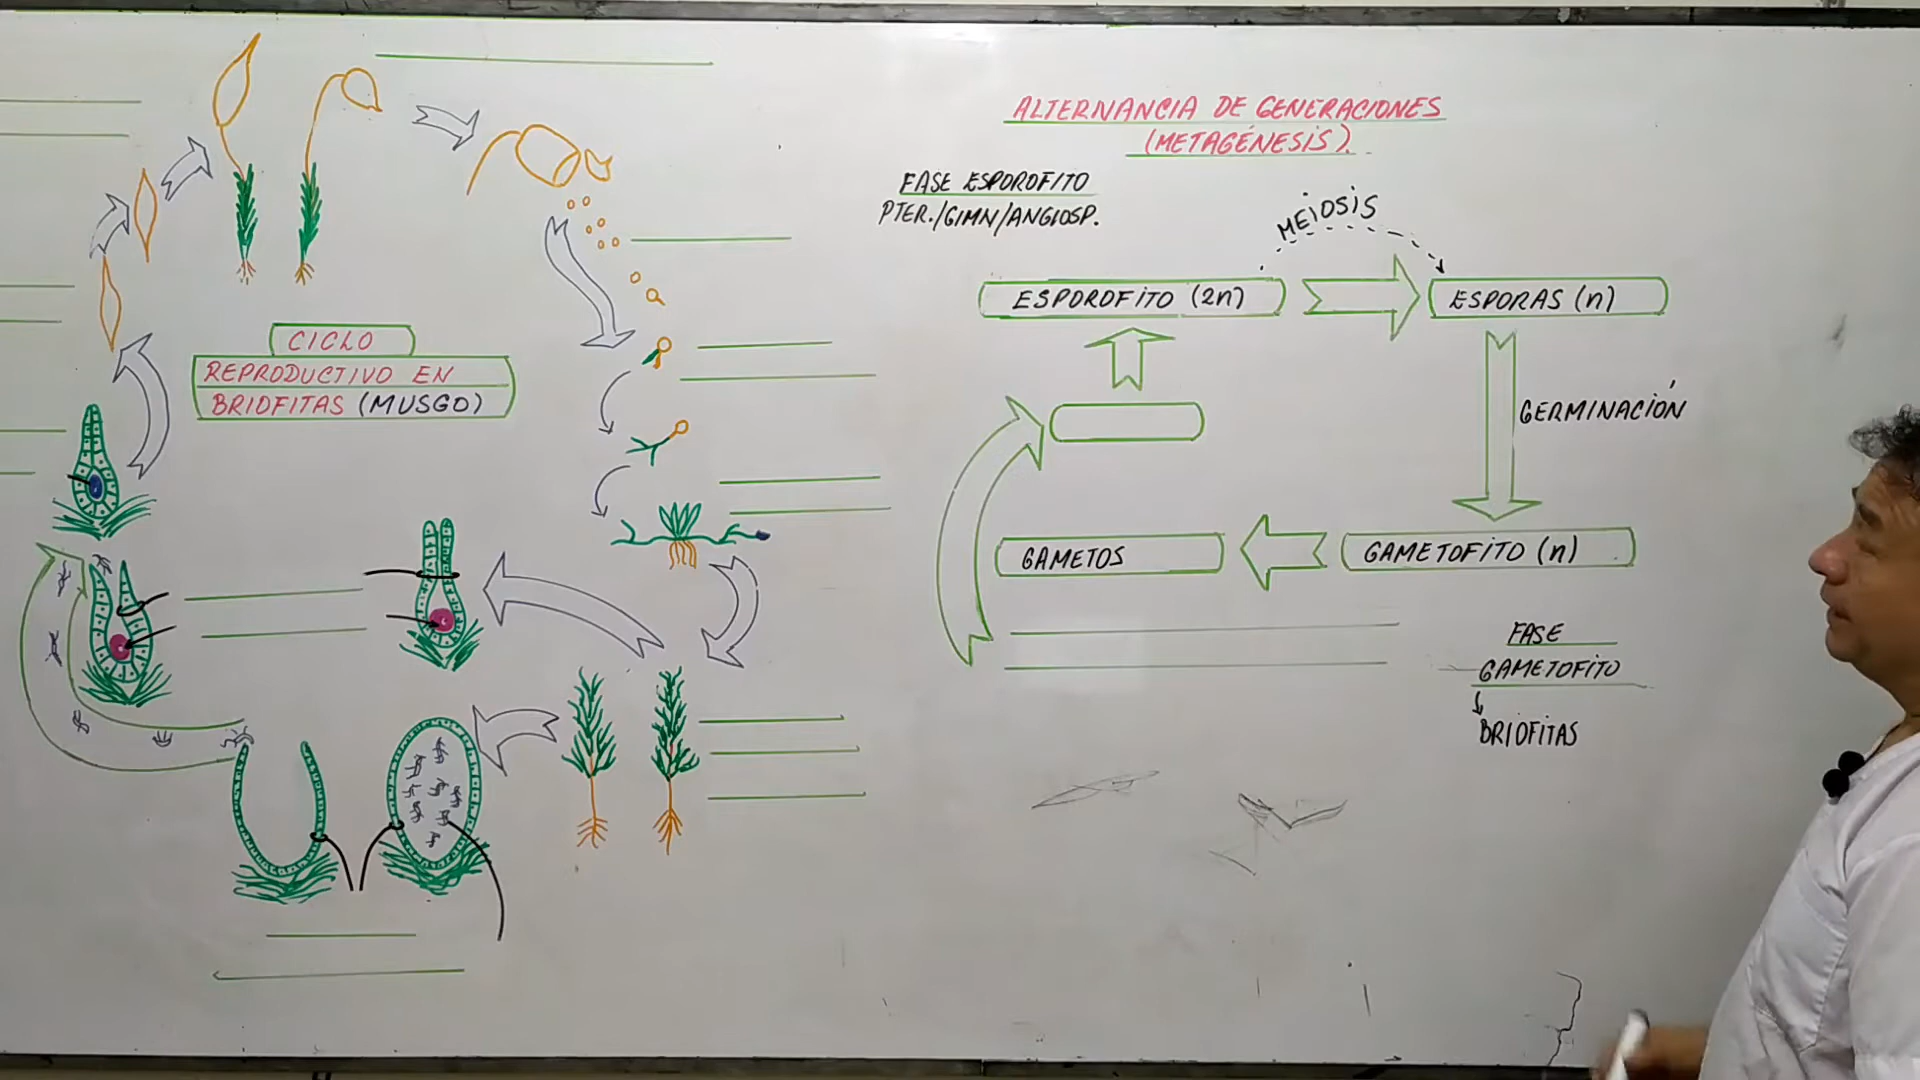 CICLO
REPRODUCTIVO EN
BRIOFITAS (MUSGO)
ALTERNANCIA DE GENERACIONES
(METAGÉNESIS).
FASE ESPOROFITO
PTER./GIMN/ANGIOSP.
MEIOSIS
ESPOROFITO (2n)
ESPORAS (n)
GERMINACIÓN
GAMETOS
GAMETOFITO (n)
FASE
GAMETOFITO
BRIOFITAS